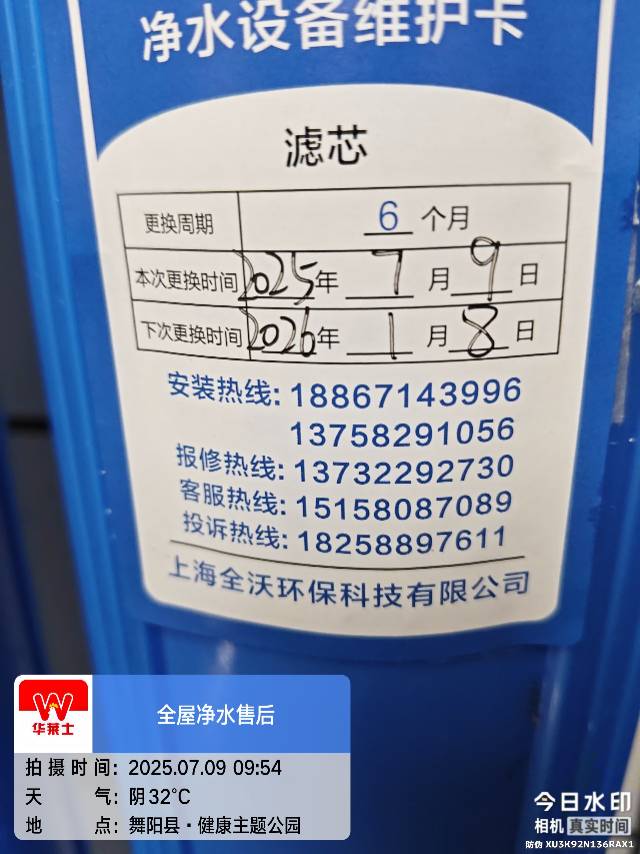 净水设备维护卡
滤芯
更换周期 6 个月
本次更换时间 2025年 7 月 9 日
下次更换时间 2026年 1 月 8 日
安装热线: 18867143996
13758291056
报修热线: 13732292730
客服热线: 15158087089
投诉热线: 18258897611
上海全沃环保科技有限公司
华莱士
全屋净水售后
拍摄时间: 2025.07.09 09:54
天气: 阴 32℃
地点: 舞阳县·健康主题公园
今日水印
相机 真实时间
防伪 XU3K92N136RAX1